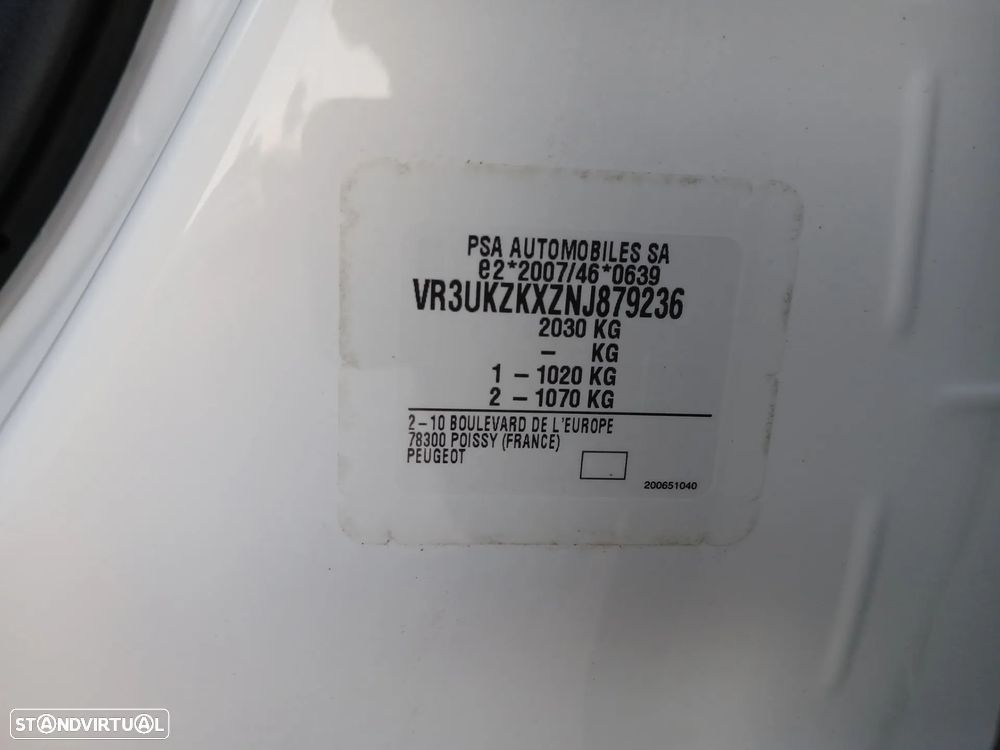 PSA AUTOMOBILES SA
e2*2007/46*0639
VR3UKZKXZNJ879236
2030 KG
– KG
1 – 1020 KG
2 – 1070 KG
2–10 BOULEVARD DE L'EUROPE
78300 POISSY (FRANCE)
PEUGEOT
200651040
STANDVIRTUAL